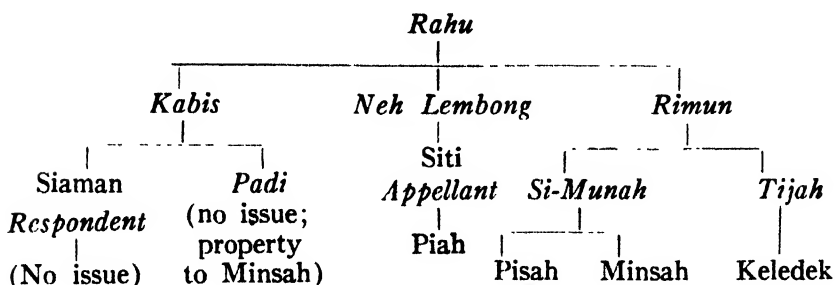 Rahu
Kabis Neh Lembong Rimun
Siaman Padi Siti Si-Munah Tijah
Respondent (no issue; Appellant
property
(No issue) to Minsah) Piah Pisah Minsah Keledek